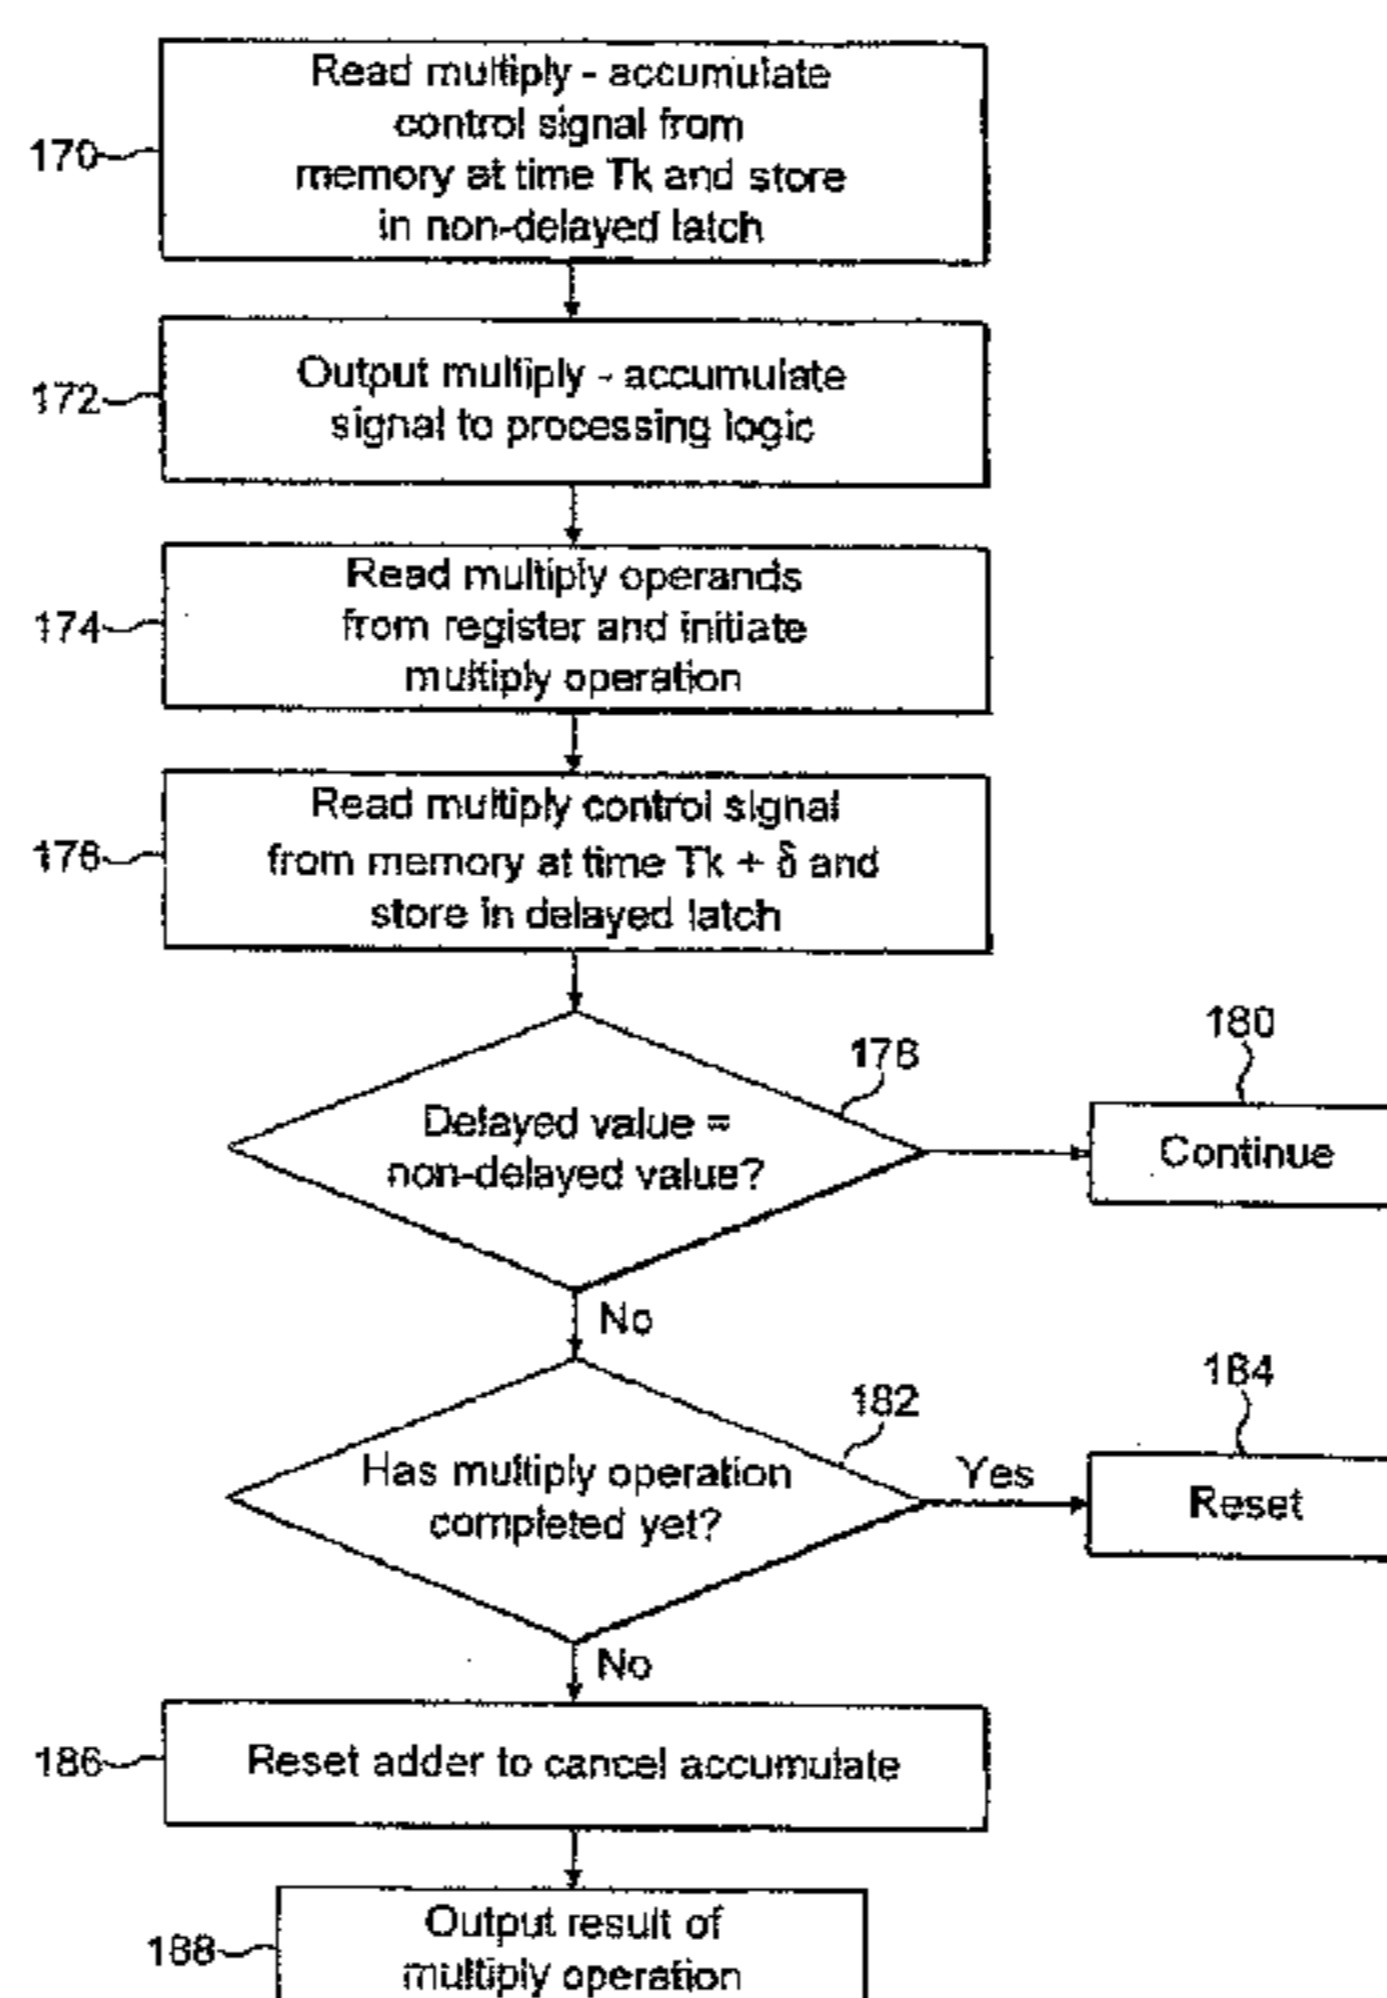 170
Read multiply - accumulate
control signal from
memory at time Tk and store
in non-delayed latch
172
Output multiply - accumulate
signal to processing logic
174
Read multiply operands
from register and initiate
multiply operation
176
Read multiply control signal
from memory at time Tk + δ and
store in delayed latch
178
Delayed value =
non-delayed value?
180
Continue
No
182
Has multiply operation
completed yet?
Yes
184
Reset
No
186
Reset adder to cancel accumulate
188
Output result of
multiply operation